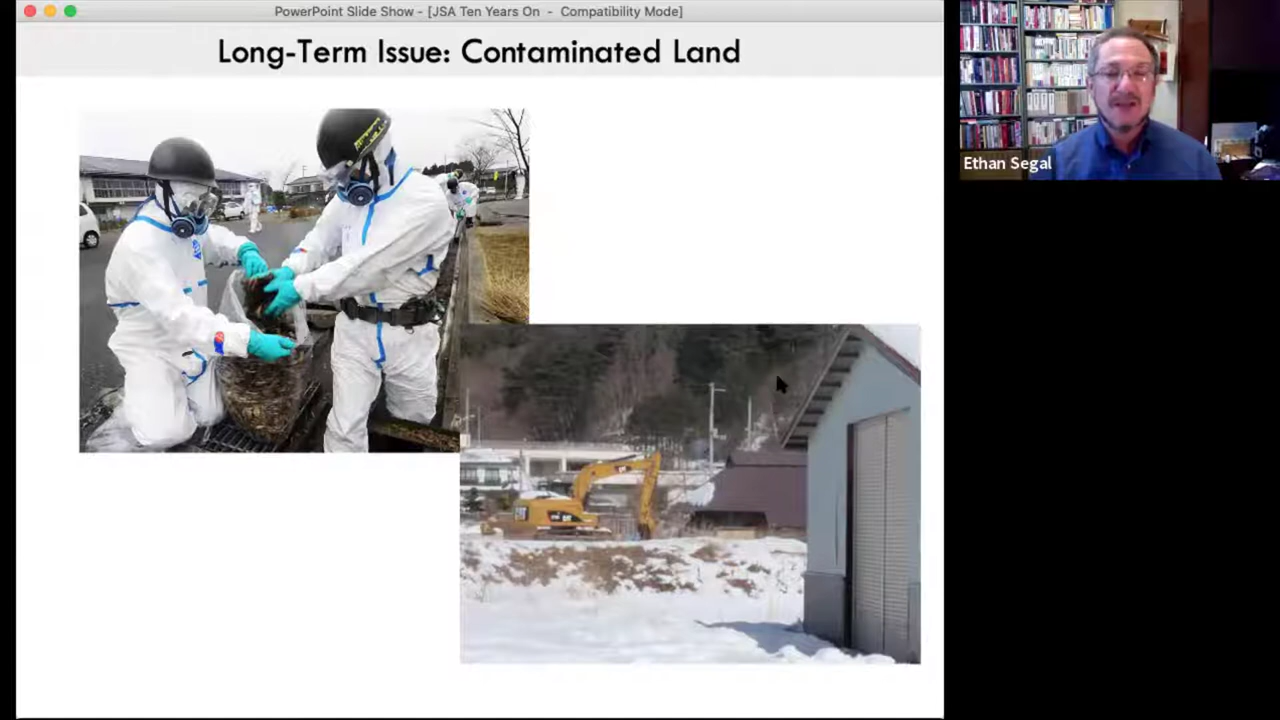 PowerPoint Slide Show - [JSA Ten Years On - Compatibility Mode]
Long-Term Issue: Contaminated Land
Ethan Segal